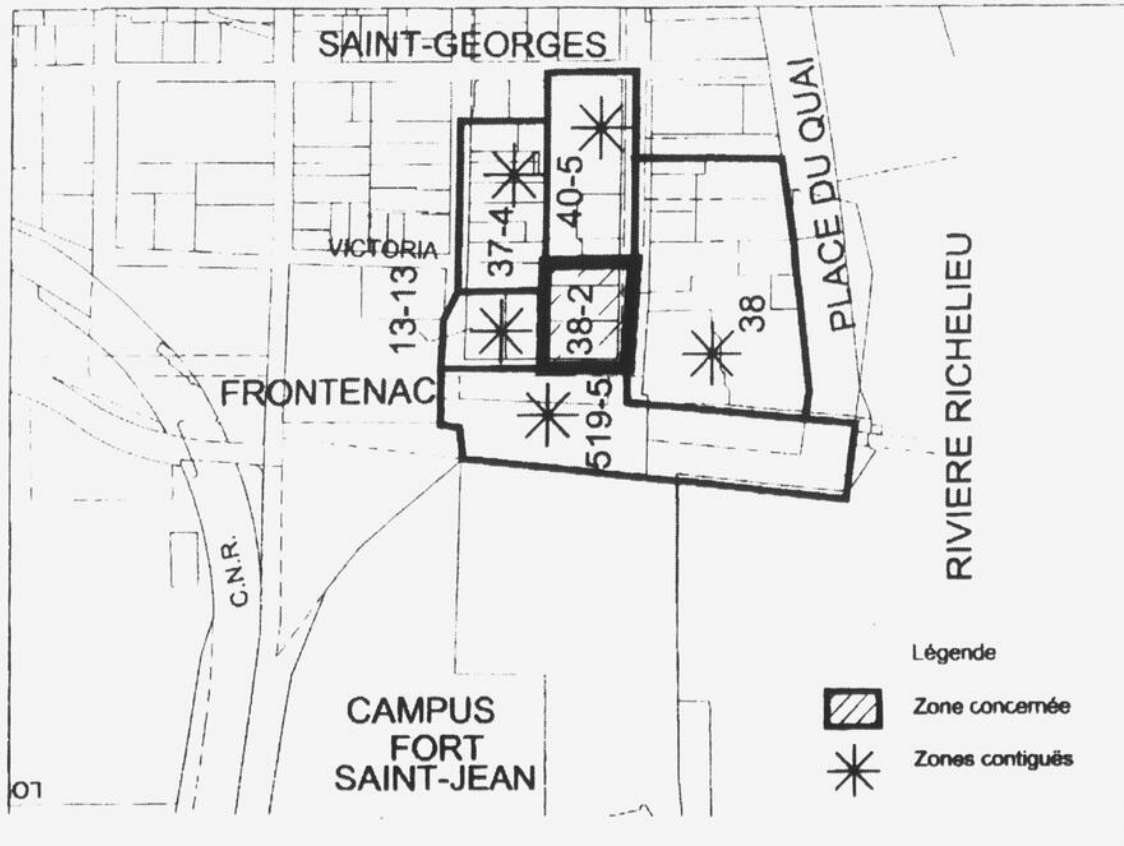 SAINT-GEORGES
PLACE DU QUAI
40-5
37-4
VICTORIA
13-13
38-2
38
FRONTENAC
519-5
RIVIERE RICHELIEU
C.N.R.
Légende
Zone concernée
Zones contiguës
CAMPUS
FORT
SAINT-JEAN
LO